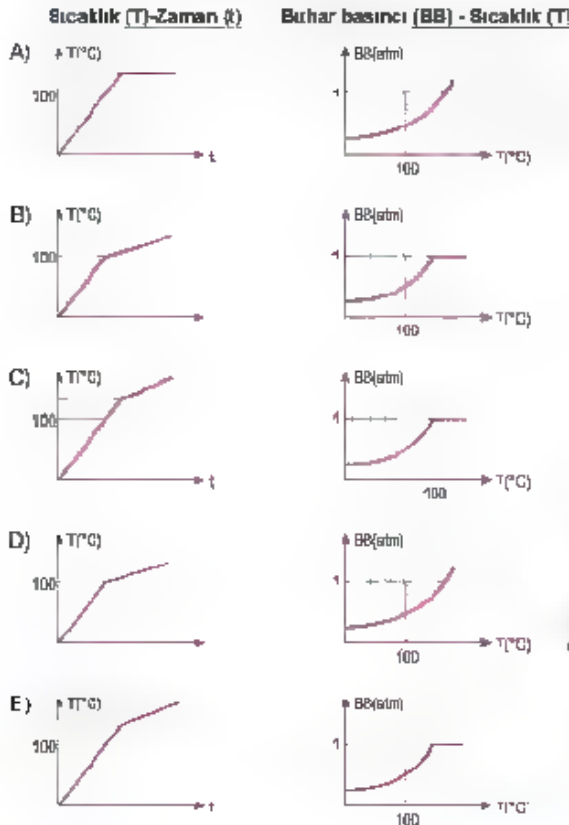 Sıcaklık (T)-Zaman (t) Buhar basıncı (BB) - Sıcaklık (T)
A) T(°C) 100 t BB(atm) 1 100 T(°C)
B) T(°C) 100 BB(atm) 1 100 T(°C)
C) T(°C) 100 t BB(atm) 1 100 T(°C)
D) T(°C) 100 BB(atm) 1 100 T(°C)
E) T(°C) 100 t BB(atm) 1 100 T(°C)